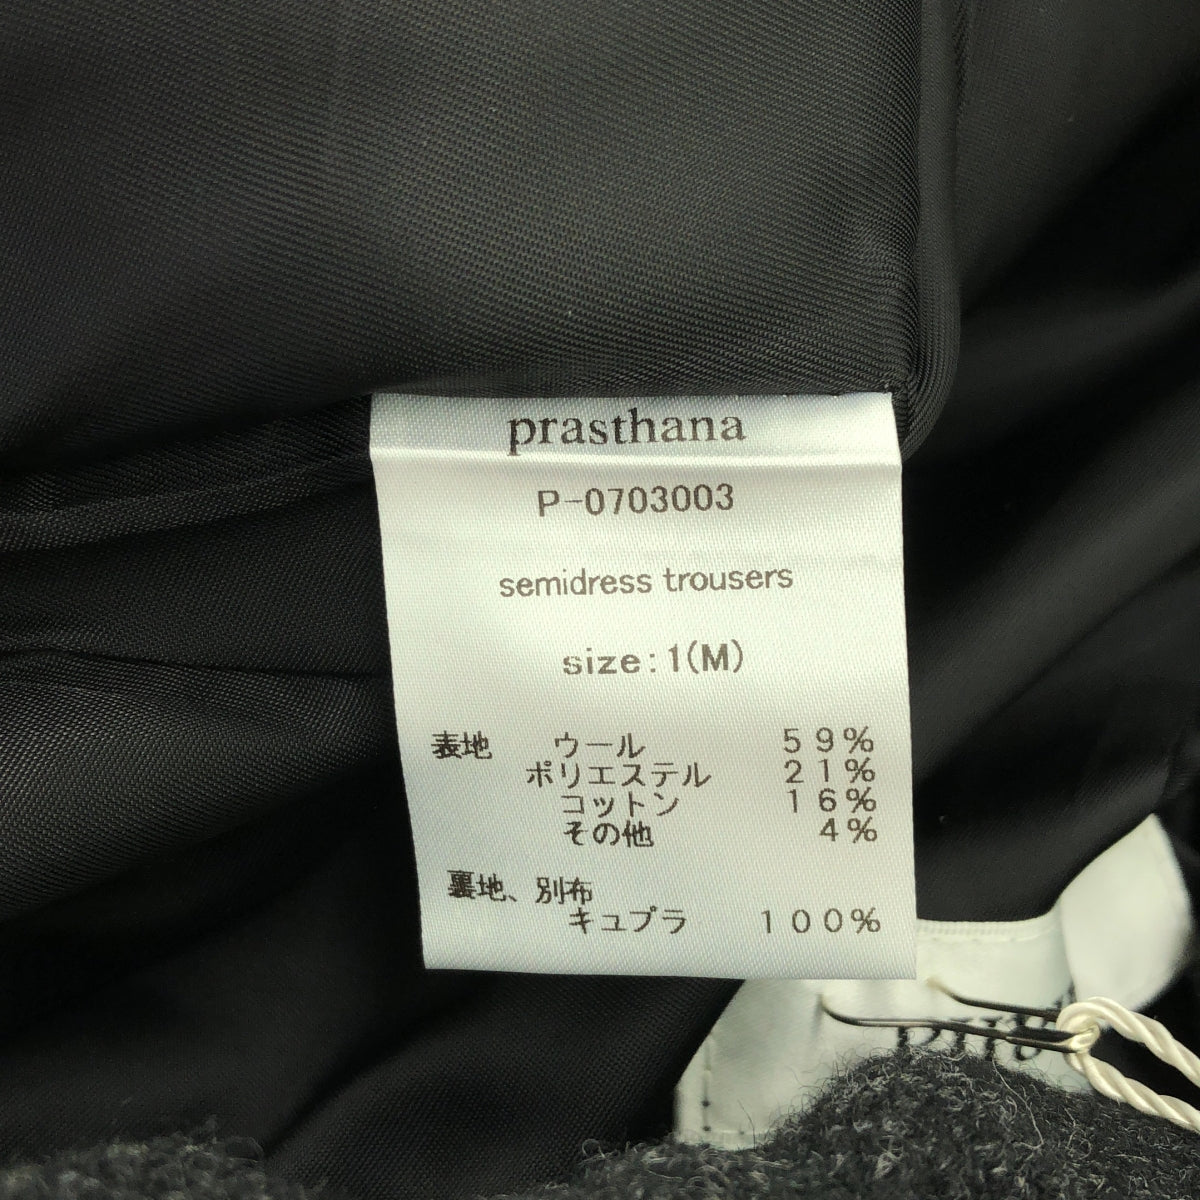 prasthana
P-0703003
semidress trousers
size:1(M)
表地 ウール 59%
ポリエステル 21%
コットン 16%
その他 4%
裏地、別布
キュプラ 100%